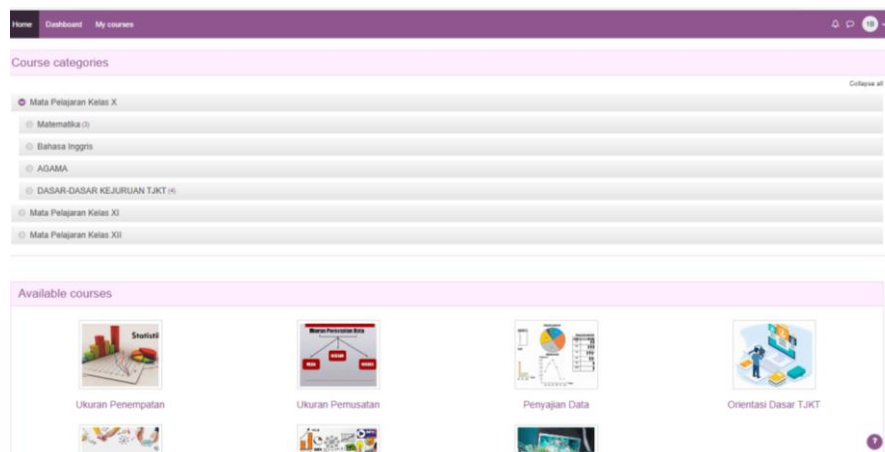 Home Dashboard My courses
Course categories
Collapse all
Mata Pelajaran Kelas X
Matematika (3)
Bahasa Inggris
AGAMA
DASAR-DASAR KEJURUAN TJKT (4)
Mata Pelajaran Kelas XI
Mata Pelajaran Kelas XII
Available courses
Statisti
Ukuran Penempatan
Ukuran Pemusatan
Penyajian Data
Orientasi Dasar TJKT
?